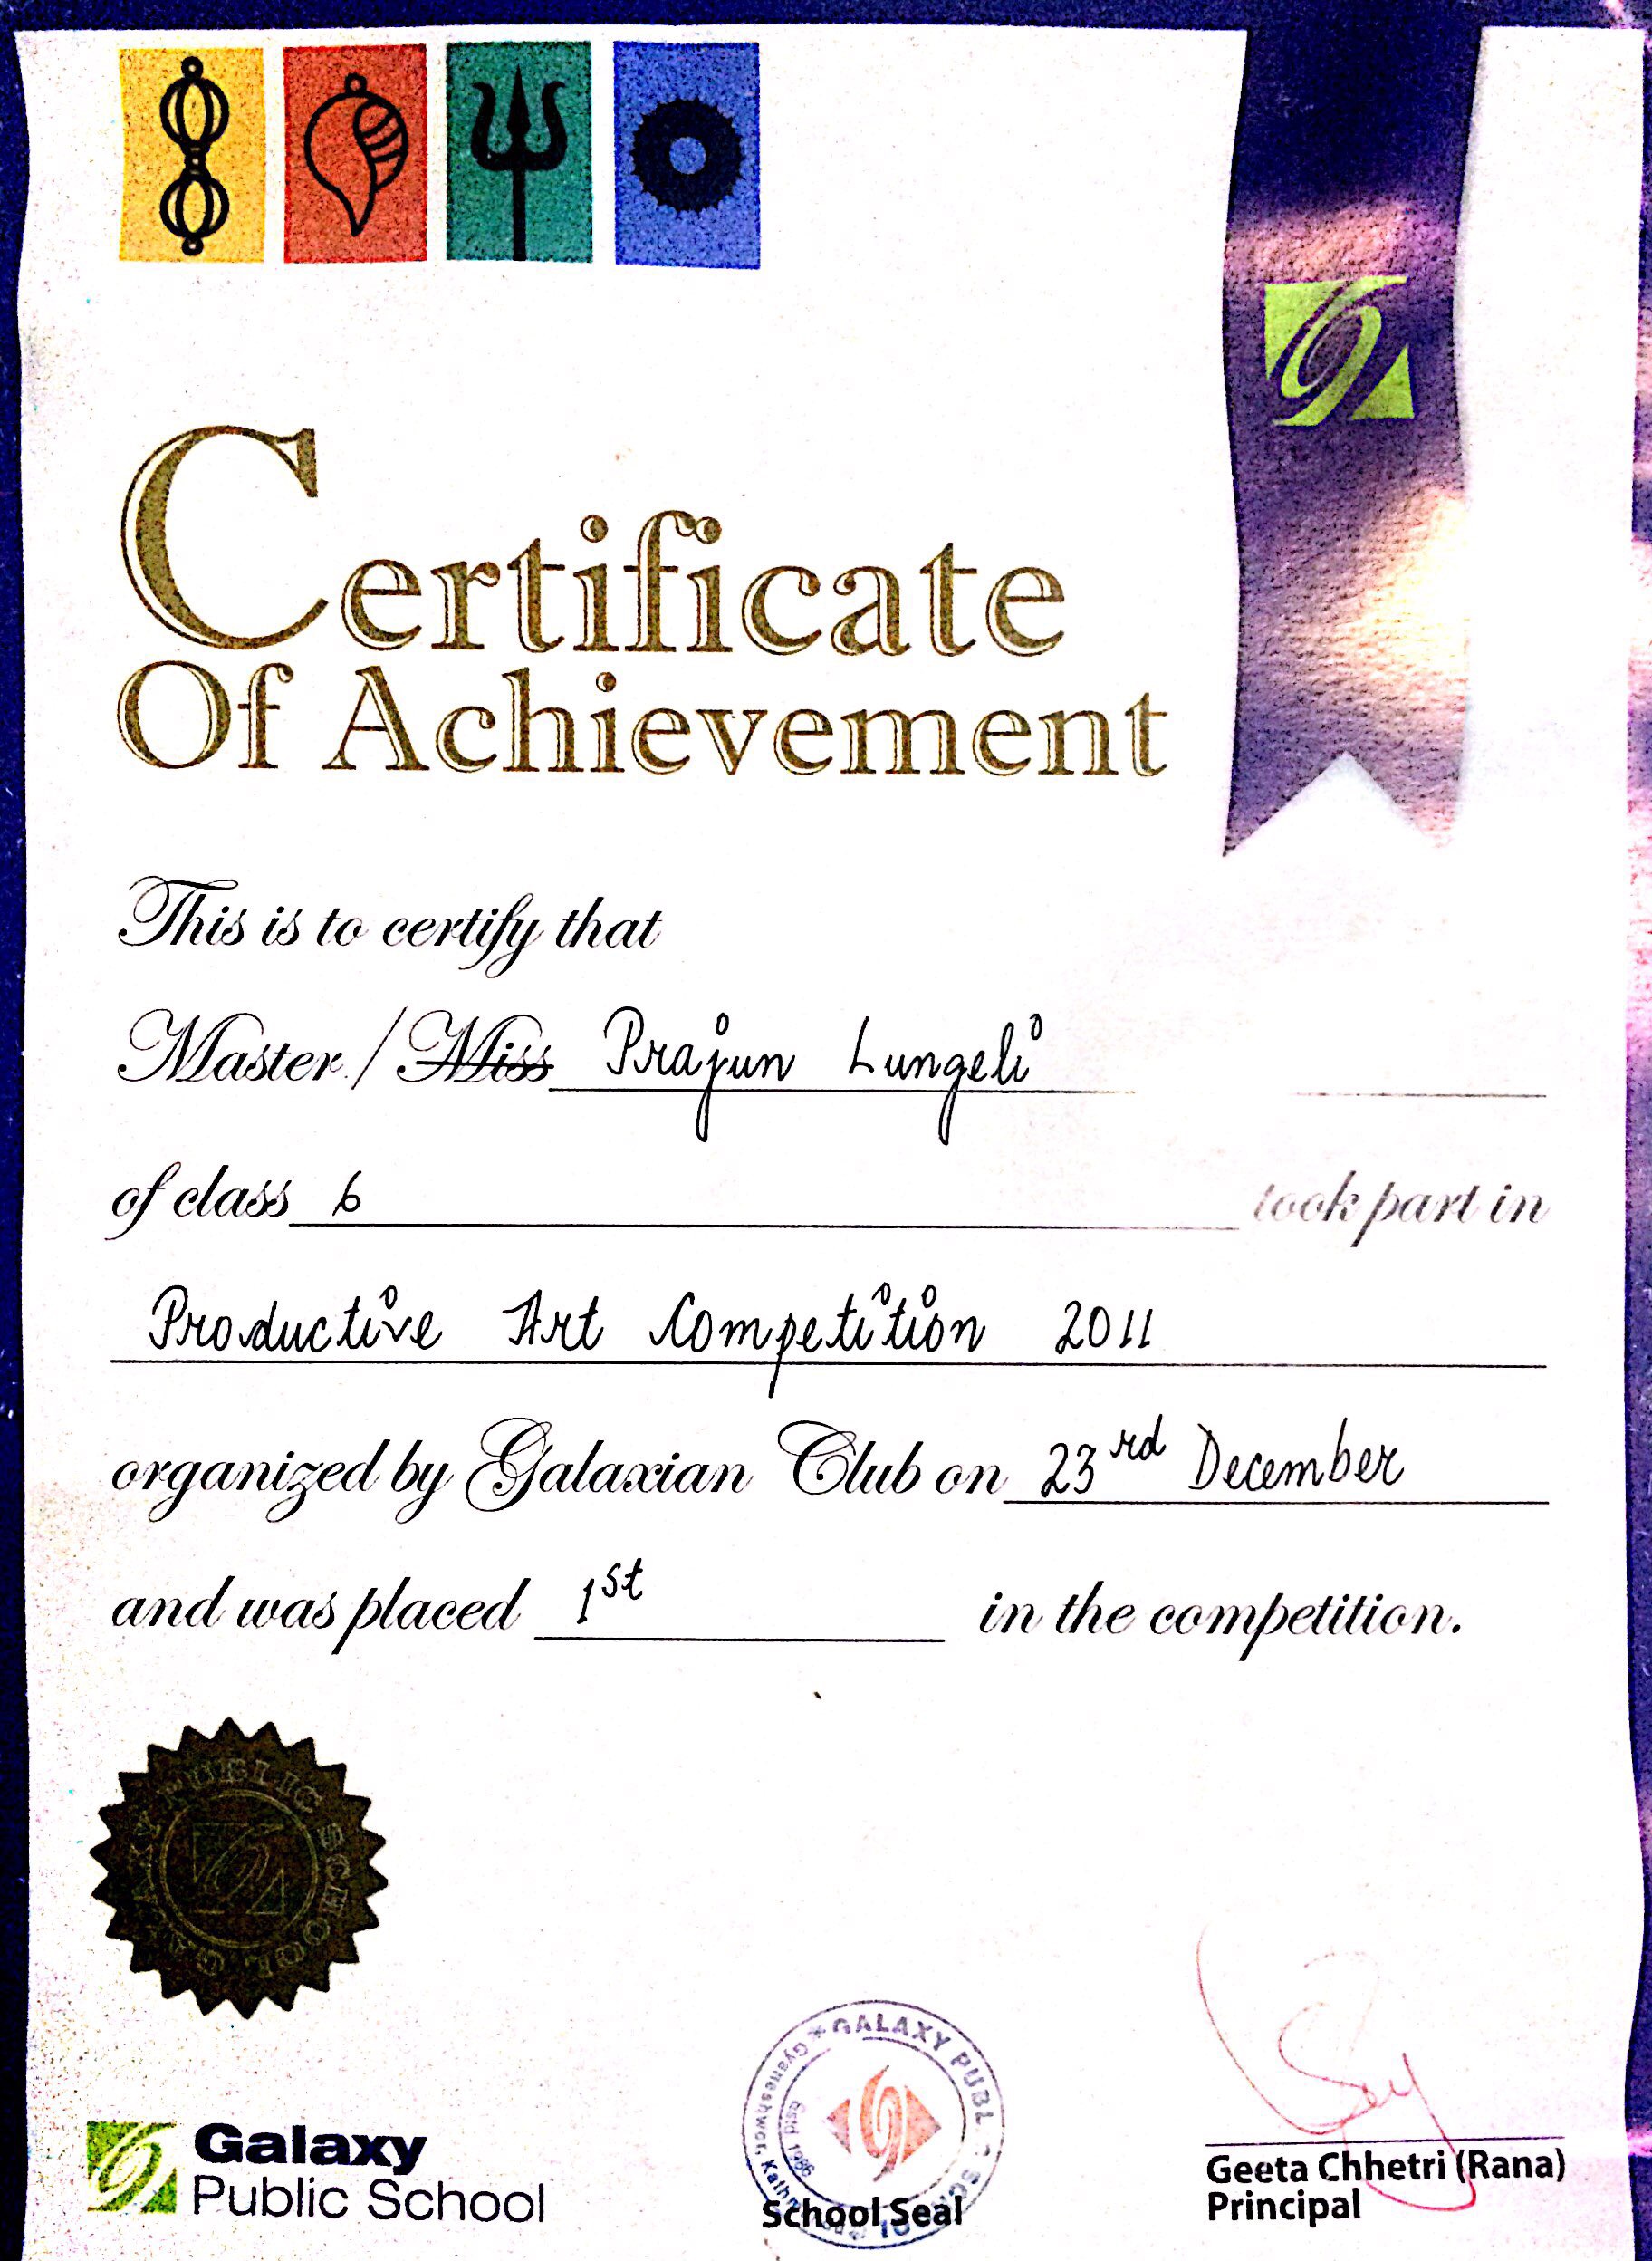 Certificate
Of Achievement
This is to certify that
Master./Miss Prajun Lungeli
of class 6 took part in
Productive Art Competition 2011
organized by Galaxian Club on 23rd December
and was placed 1st in the competition.
GALAXY PUBLIC SCHOOL
Galaxy
Public School
GALAXY PUBLIC SCHOOL
Gyaneshwor, Kath
Estd 1986
School Seal
Geeta Chhetri (Rana)
Principal